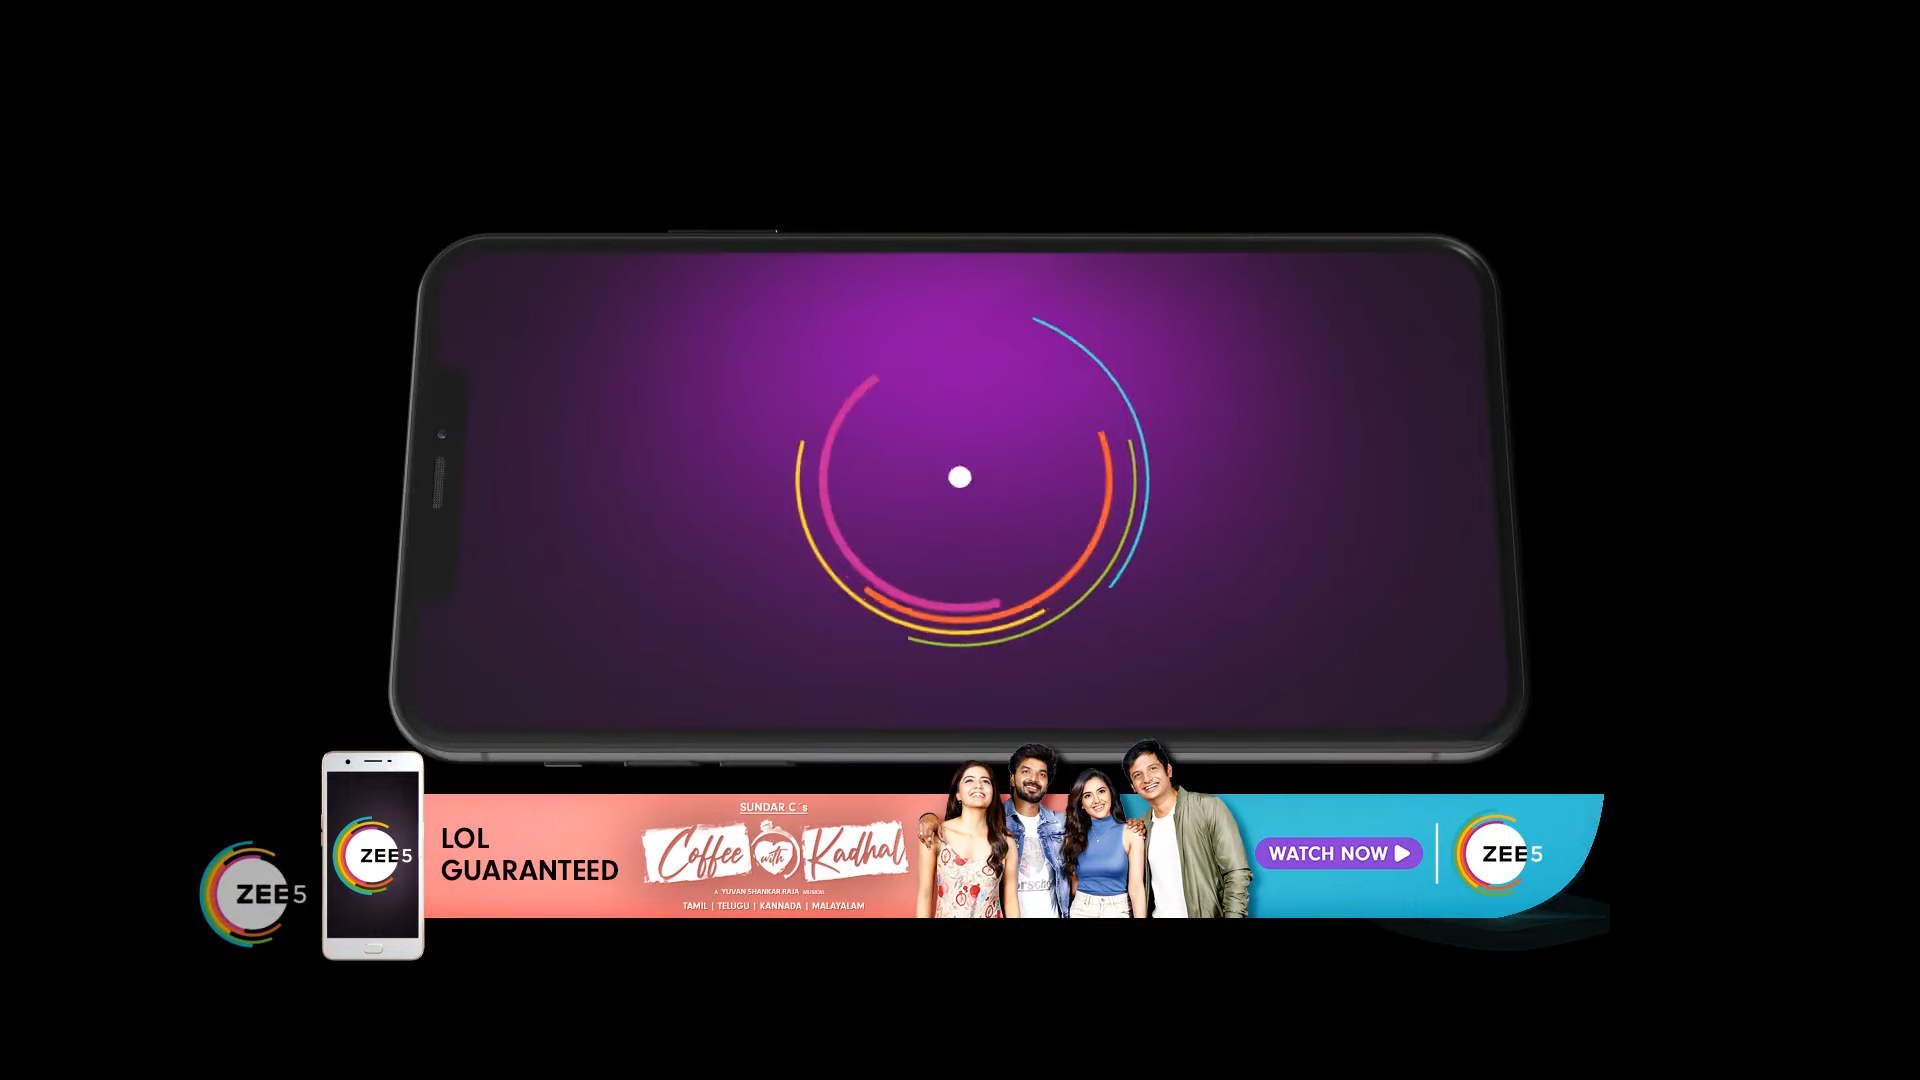 LOL
GUARANTEED
SUNDAR C's
Coffee with Kadhal
A YUVAN SHANKAR RAJA MUSICAL
TAMIL | TELUGU | KANNADA | MALAYALAM
WATCH NOW
ZEE5
ZEE5
ZEE5